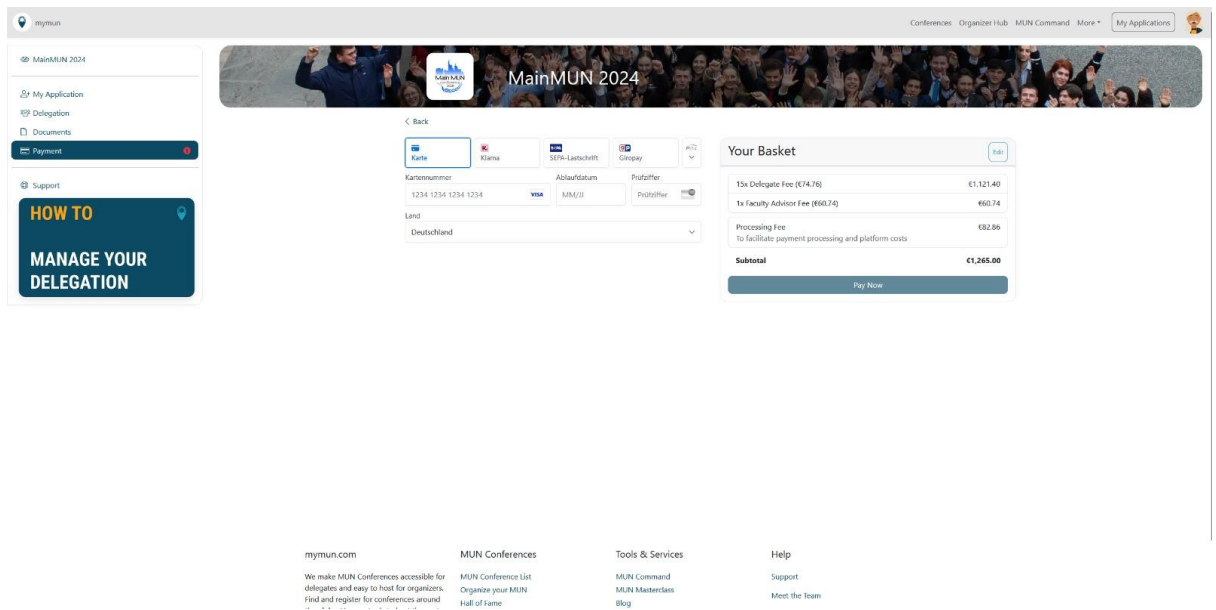 mymun
Conferences Organizer Hub MUN Command More My Applications
MainMUN 2024
My Application
Delegation
Documents
Payment
Support
HOW TO
MANAGE YOUR
DELEGATION
Main MUN
MainMUN 2024
< Back
Karte Klarna SEPA-Lastschrift Giropay
Kartennummer Ablaufdatum Prüfziffer
1234 1234 1234 1234 VISA MM/JJ Prüfziffer
Land
Deutschland
Your Basket Edit
15x Delegate Fee (€74.76) €1,121.40
1x Faculty Advisor Fee (€60.74) €60.74
Processing Fee €82.86
To facilitate payment processing and platform costs
Subtotal €1,265.00
Pay Now
mymun.com MUN Conferences Tools & Services Help
We make MUN Conferences accessible for MUN Conference List MUN Command Support
delegates and easy to host for organizers. Organize your MUN MUN Masterclass Meet the Team
Find and register for conferences around Hall of Fame Blog